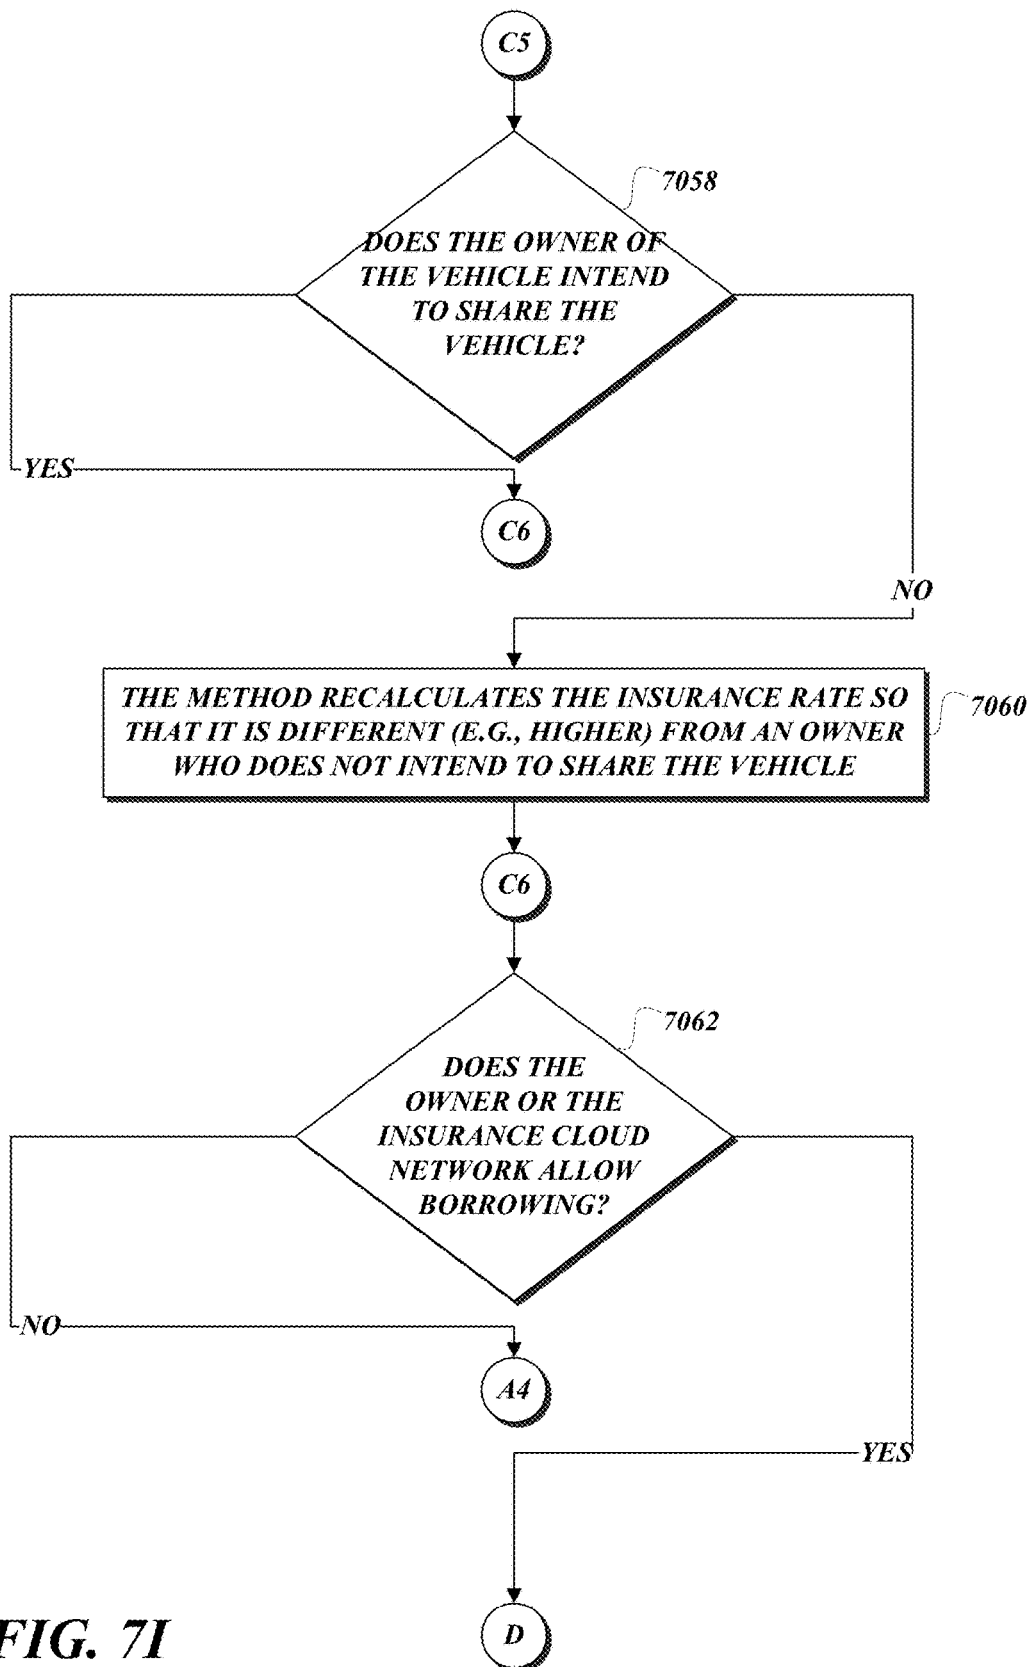 C5
7058
DOES THE OWNER OF
THE VEHICLE INTEND
TO SHARE THE
VEHICLE?
YES
C6
NO
THE METHOD RECALCULATES THE INSURANCE RATE SO
THAT IT IS DIFFERENT (E.G., HIGHER) FROM AN OWNER
WHO DOES NOT INTEND TO SHARE THE VEHICLE
7060
C6
7062
DOES THE
OWNER OR THE
INSURANCE CLOUD
NETWORK ALLOW
BORROWING?
NO
A4
YES
D
FIG. 7I